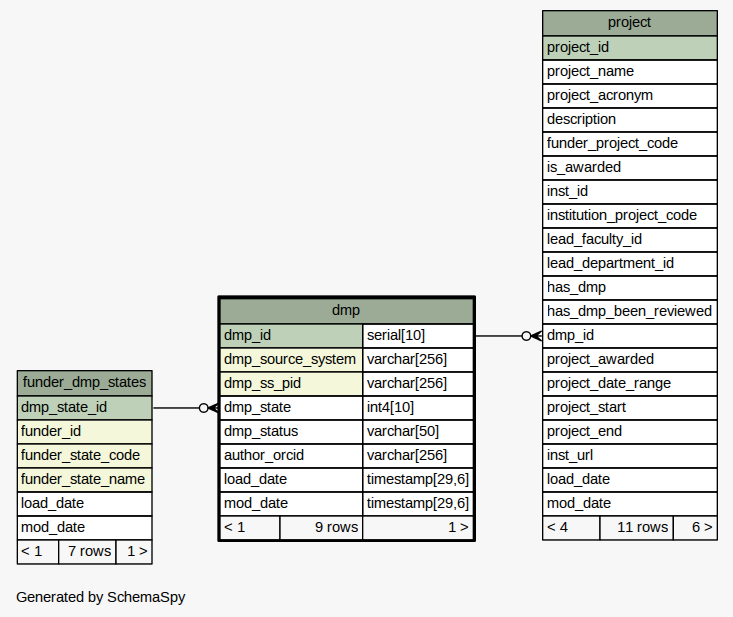 project
project_id
project_name
project_acronym
description
funder_project_code
is_awarded
inst_id
institution_project_code
lead_faculty_id
lead_department_id
has_dmp
has_dmp_been_reviewed
dmp_id
project_awarded
project_date_range
project_start
project_end
inst_url
load_date
mod_date
< 4 11 rows 6 >
dmp
dmp_id serial[10]
dmp_source_system varchar[256]
dmp_ss_pid varchar[256]
dmp_state int4[10]
dmp_status varchar[50]
author_orcid varchar[256]
load_date timestamp[29,6]
mod_date timestamp[29,6]
< 1 9 rows 1 >
funder_dmp_states
dmp_state_id
funder_id
funder_state_code
funder_state_name
load_date
mod_date
< 1 7 rows 1 >
Generated by SchemaSpy